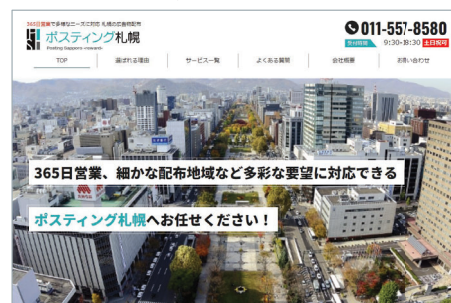 365日営業で多様なニーズに対応 札幌の広告物配布
ポスティング札幌
Posting Sapporo -reward-
011-557-8580
受付時間 9:30-18:30 土日祝可
TOP 選ばれる理由 サービス一覧 よくある質問 会社概要 お問い合わせ
365日営業、細かな配布地域など多彩な要望に対応できる
ポスティング札幌へお任せください！